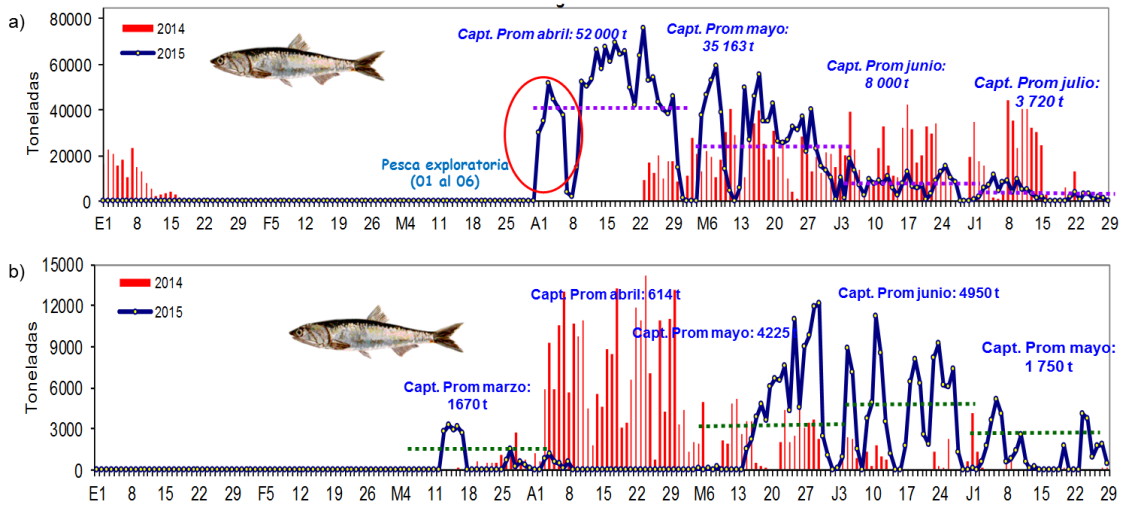 a)
80000
60000
40000
20000
0
Toneladas
2014
2015
Capt. Prom abril: 52 000 t
Capt. Prom mayo:
35 163 t
Capt. Prom junio:
8 000 t
Capt. Prom julio:
3 720 t
Pesca exploratoria
(01 al 06)
E1 8 15 22 29 F5 12 19 26 M4 11 18 25 A1 8 15 22 29 M6 13 20 27 J3 10 17 24 J1 8 15 22 29
b)
15000
12000
9000
6000
3000
0
Toneladas
2014
2015
Capt. Prom marzo:
1670 t
Capt. Prom abril: 614 t
Capt. Prom mayo: 4225
Capt. Prom junio: 4950 t
Capt. Prom mayo:
1 750 t
E1 8 15 22 29 F5 12 19 26 M4 11 18 25 A1 8 15 22 29 M6 13 20 27 J3 10 17 24 J1 8 15 22 29